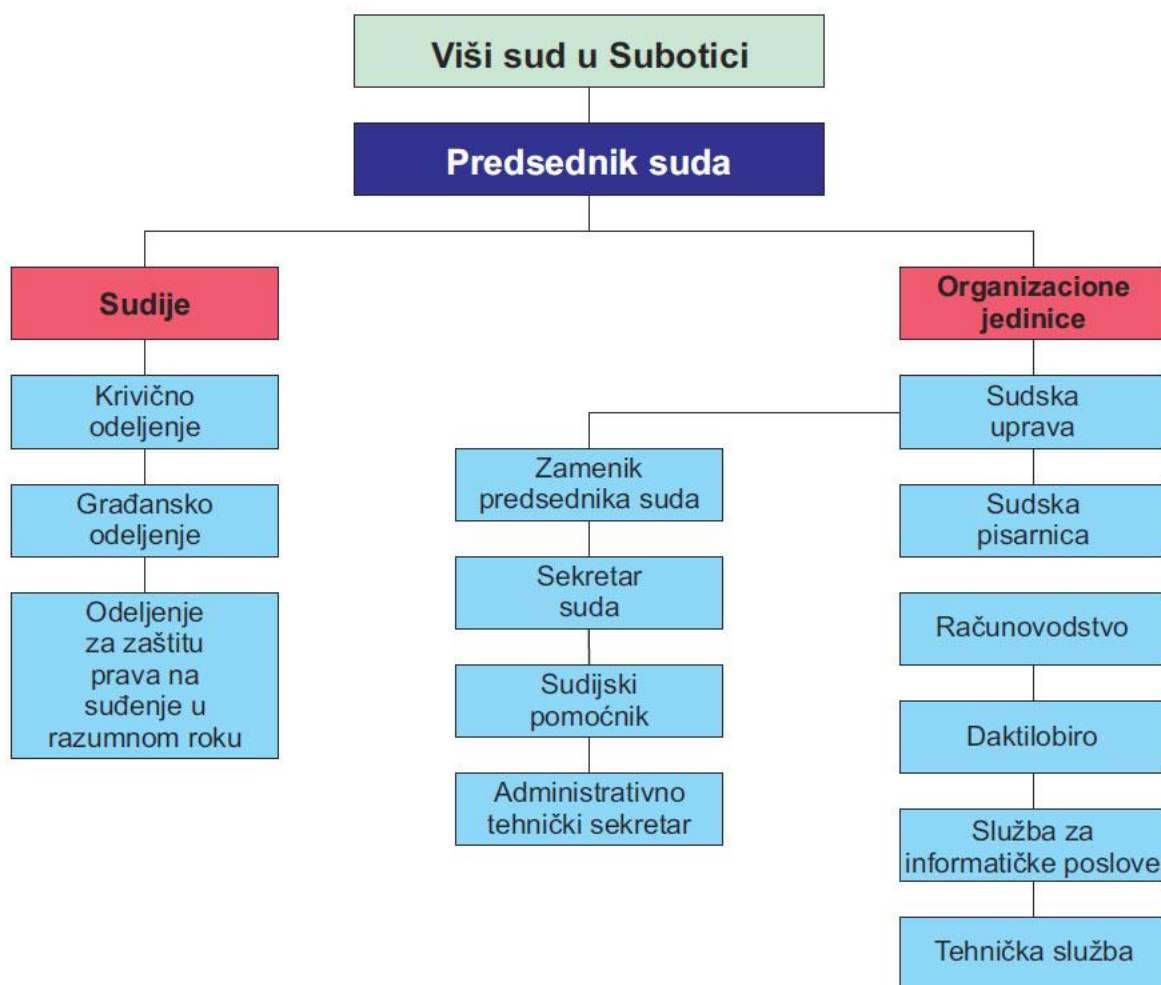 Viši sud u Subotici
Predsednik suda
Sudije
Krivično
odeljenje
Građansko
odeljenje
Odeljenje
za zaštitu
prava na
suđenje u
razumnom roku
Organizacione
jedinice
Sudska
uprava
Zamenik
predsednika suda
Sekretar
suda
Sudijski
pomoćnik
Administrativno
tehnički sekretar
Sudska
pisarnica
Računovodstvo
Daktilobiro
Služba za
informatičke poslove
Tehnička služba